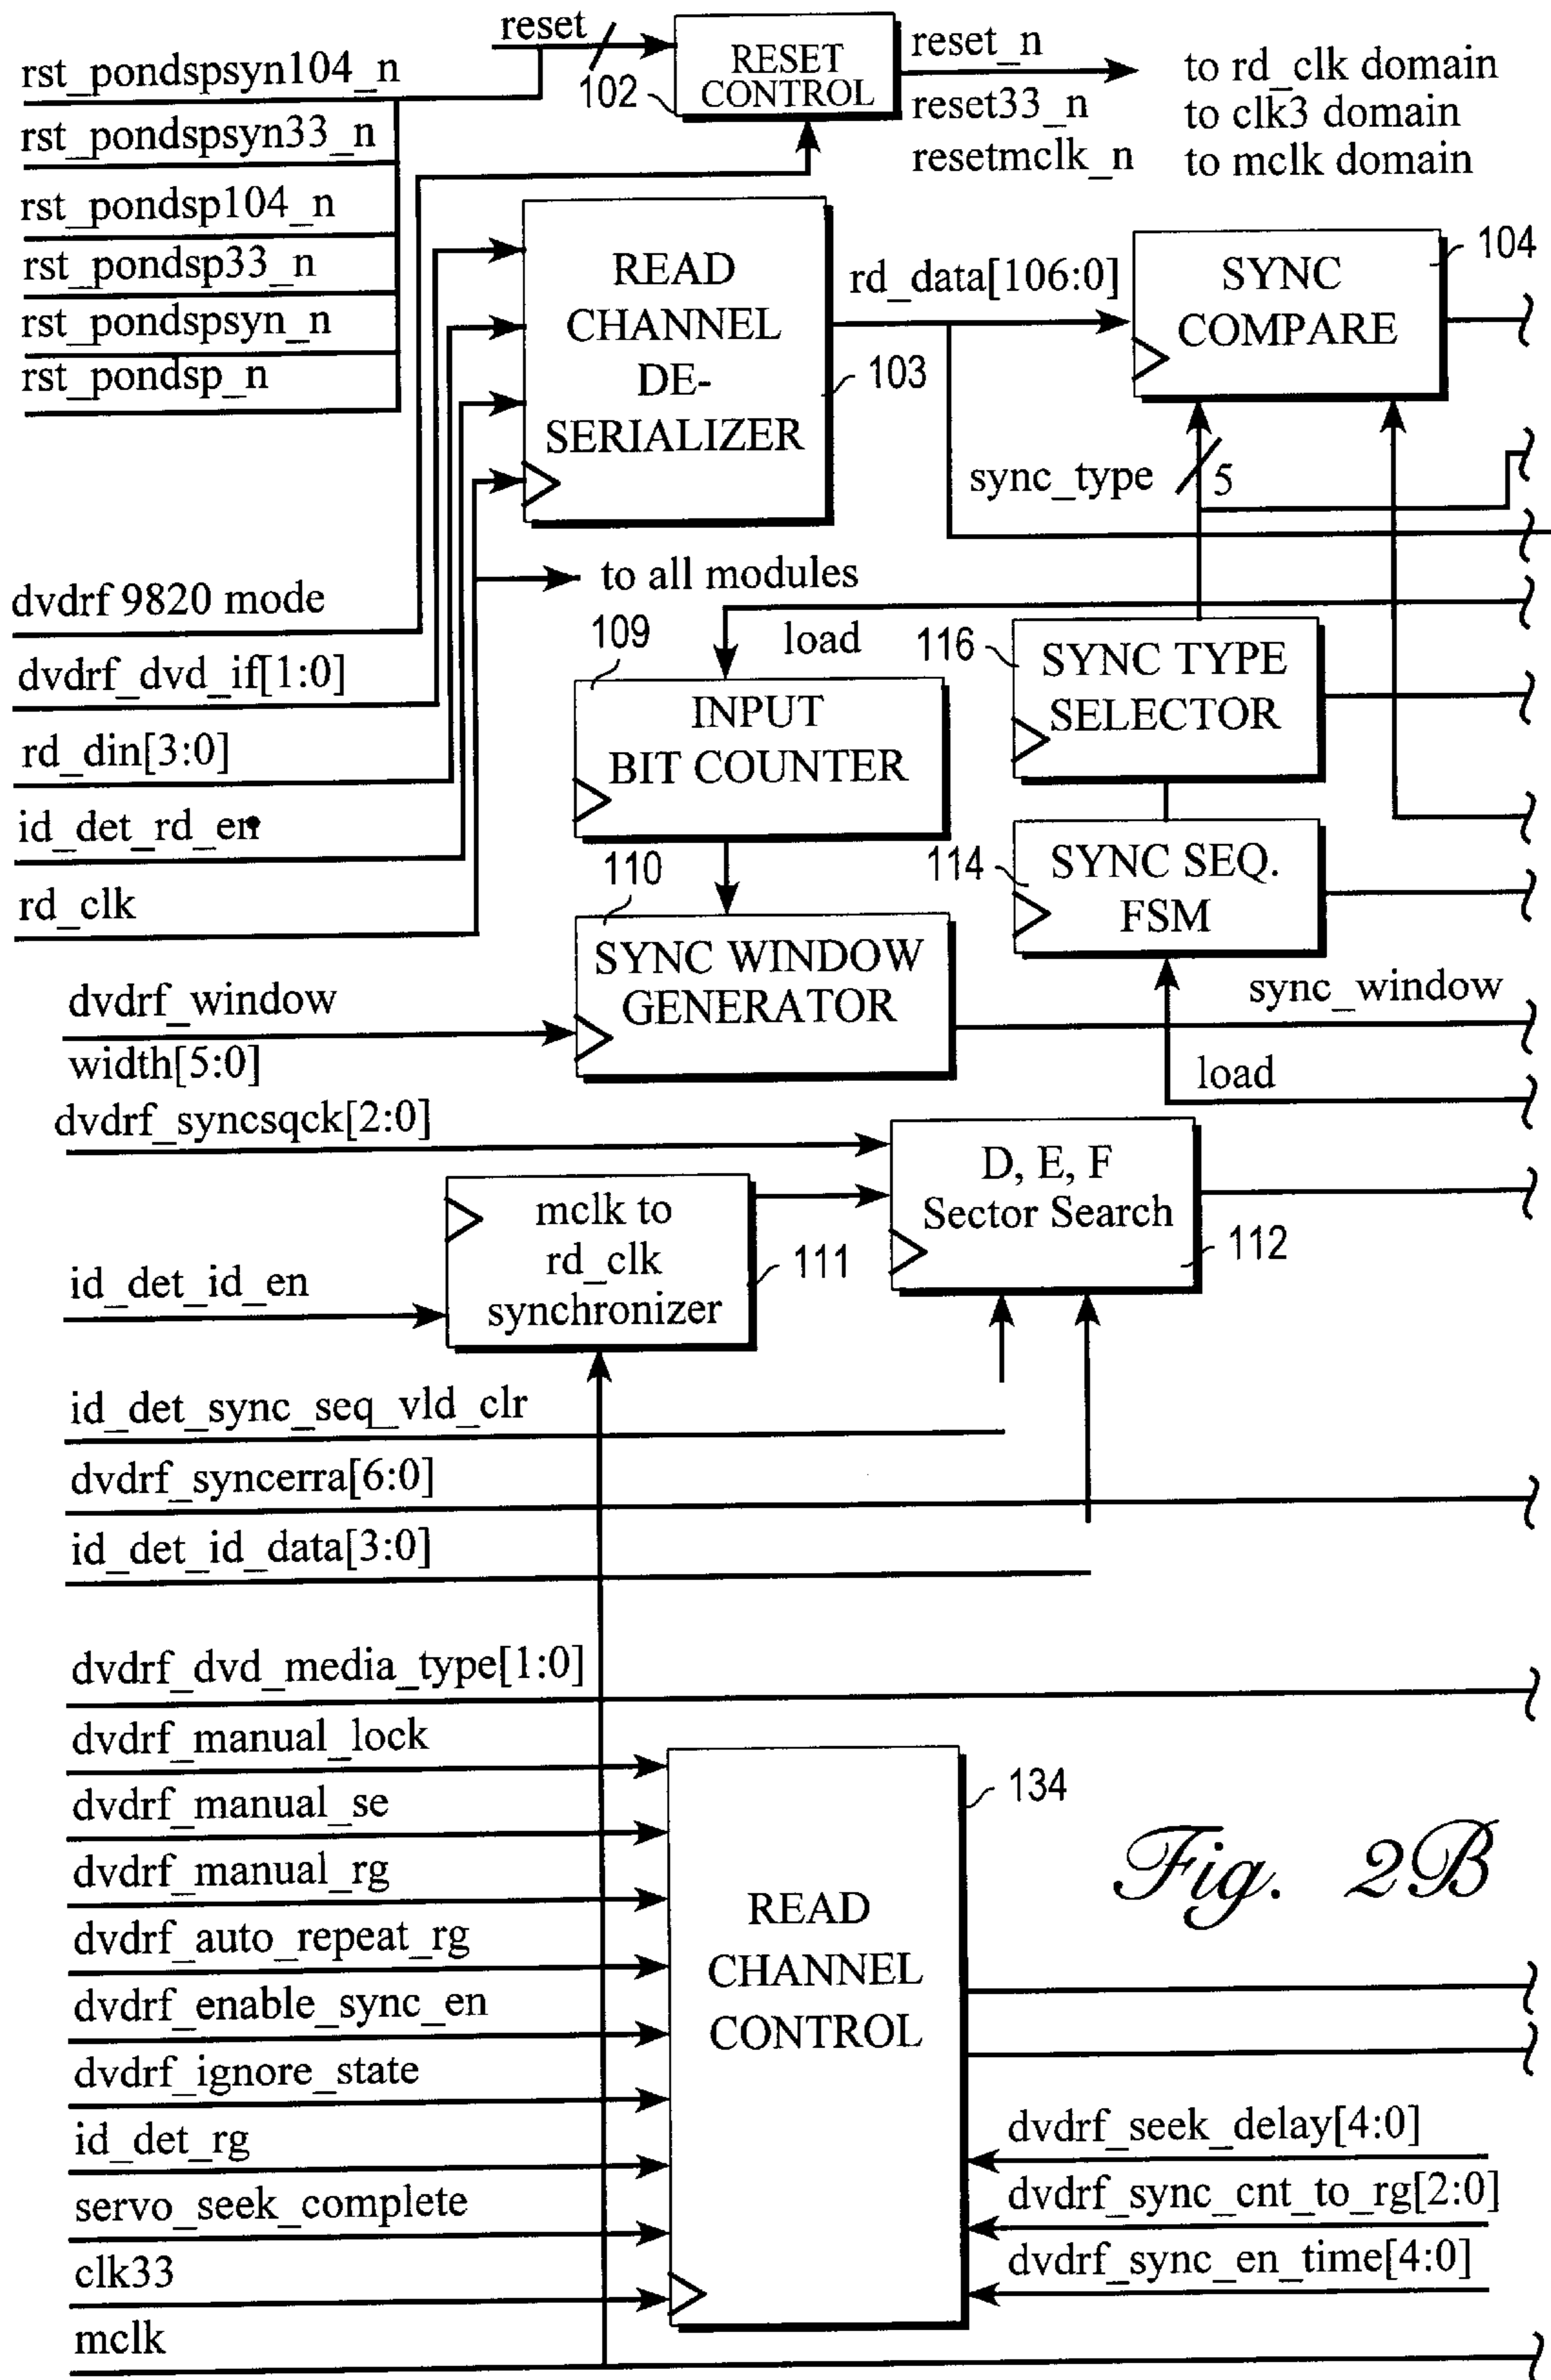 reset
rst_pondspsyn104_n
RESET
CONTROL
102
reset_n
to rd_clk domain
reset33_n
to clk3 domain
resetmclk_n
to mclk domain
rst_pondspsyn33_n
rst_pondsp104_n
rst_pondsp33_n
rst_pondspsyn_n
rst_pondsp_n
READ
CHANNEL
DE-
SERIALIZER
103
rd_data[106:0]
SYNC
COMPARE
104
sync_type
5
to all modules
dvdrf 9820 mode
dvdrf_dvd_if[1:0]
rd_din[3:0]
id_det_rd_en
rd_clk
109
load
INPUT
BIT COUNTER
116
SYNC TYPE
SELECTOR
110
SYNC WINDOW
GENERATOR
114
SYNC SEQ.
FSM
sync_window
load
dvdrf_window
width[5:0]
dvdrf_syncsqck[2:0]
D, E, F
Sector Search
112
mclk to
rd_clk
synchronizer
111
id_det_id_en
id_det_sync_seq_vld_clr
dvdrf_syncerra[6:0]
id_det_id_data[3:0]
dvdrf_dvd_media_type[1:0]
dvdrf_manual_lock
dvdrf_manual_se
dvdrf_manual_rg
dvdrf_auto_repeat_rg
dvdrf_enable_sync_en
dvdrf_ignore_state
id_det_rg
servo_seek_complete
clk33
mclk
READ
CHANNEL
CONTROL
134
Fig. 2B
dvdrf_seek_delay[4:0]
dvdrf_sync_cnt_to_rg[2:0]
dvdrf_sync_en_time[4:0]